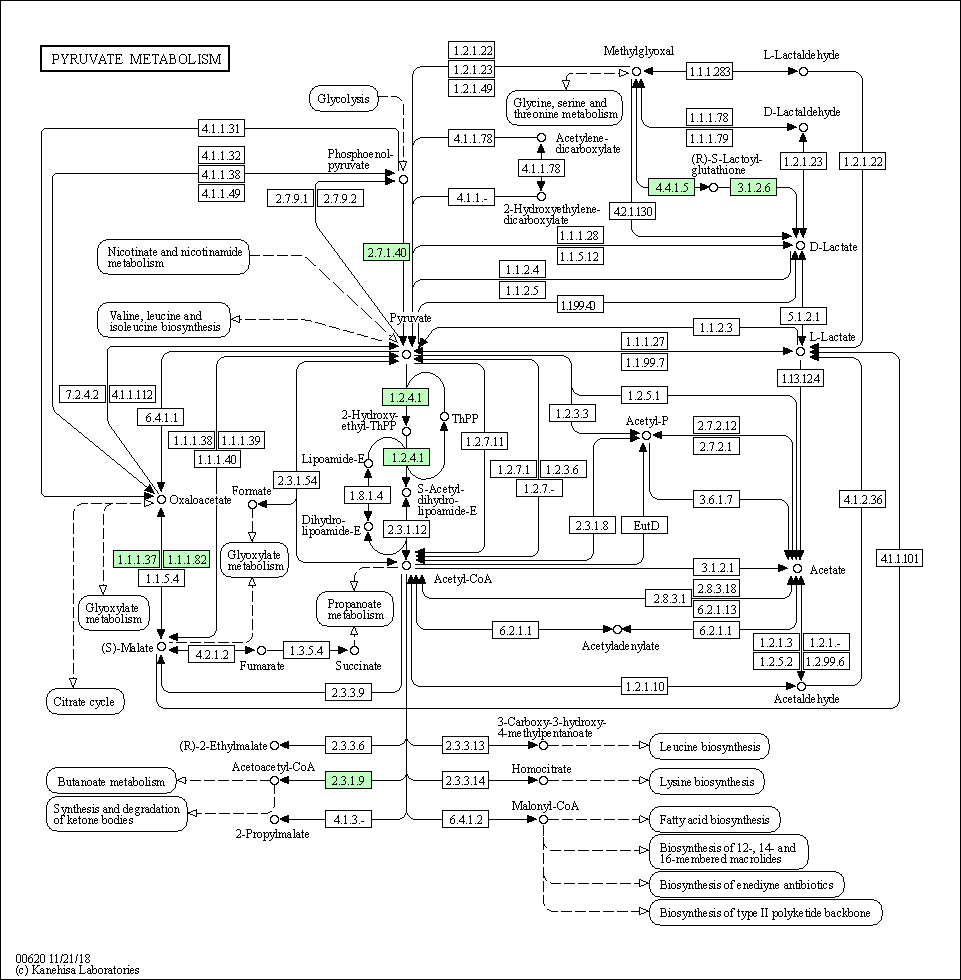 PYRUVATE METABOLISM
1.2.1.22
1.2.1.23
1.2.1.49
Methylglyoxal
1.1.1.283
L-Lactaldehyde
Glycolysis
Glycine, serine and
threonine metabolism
1.1.1.78
1.1.1.79
D-Lactaldehyde
4.1.1.31
4.1.1.32
4.1.1.38
4.1.1.49
Phosphoenol-
pyruvate
4.1.1.78
Acetylene-
dicarboxylate
4.1.1.78
(R)-S-Lactoyl-
glutathione
1.2.1.23
1.2.1.22
2.7.9.1
2.7.9.2
4.1.1.-
2-Hydroxyethylene-
dicarboxylate
4.4.1.5
3.1.2.6
4.2.1.130
Nicotinate and nicotinamide
metabolism
2.7.1.40
1.1.1.28
1.1.5.12
D-Lactate
1.1.2.4
1.1.2.5
1.1.99.40
Valine, leucine and
isoleucine biosynthesis
Pyruvate
5.1.2.1
1.1.2.3
L-Lactate
1.1.1.27
1.1.99.7
1.13.12.4
7.2.4.2
4.1.1.112
6.4.1.1
1.2.4.1
1.2.5.1
1.2.3.3
2-Hydroxy-
ethyl-ThPP
ThPP
Acetyl-P
2.7.2.12
2.7.2.1
1.1.1.38
1.1.1.39
1.1.1.40
1.2.7.11
Lipoamide-E
1.2.4.1
1.2.7.1
1.2.3.6
1.2.7.-
2.3.1.54
Formate
Oxaloacetate
1.8.1.4
S-Acetyl-
dihydro-
lipoamide-E
3.6.1.7
4.1.2.36
Dihydro-
lipoamide-E
2.3.1.12
2.3.1.8
EutD
1.1.1.37
1.1.1.82
1.1.5.4
Glyoxylate
metabolism
4.1.1.101
Acetyl-CoA
3.1.2.1
Acetate
Glyoxylate
metabolism
Propanoate
metabolism
2.8.3.18
2.8.3.1
6.2.1.13
6.2.1.1
6.2.1.1
Acetyladenylate
(S)-Malate
4.2.1.2
Fumarate
1.3.5.4
Succinate
1.2.1.3
1.2.1.-
1.2.5.2
1.2.99.6
2.3.3.9
1.2.1.10
Acetaldehyde
Citrate cycle
(R)-2-Ethylmalate
2.3.3.6
2.3.3.13
3-Carboxy-3-hydroxy-
4-methylpentanoate
Leucine biosynthesis
Butanoate metabolism
Acetoacetyl-CoA
2.3.1.9
2.3.3.14
Homocitrate
Lysine biosynthesis
Synthesis and degradation
of ketone bodies
2-Propylmalate
4.1.3.-
6.4.1.2
Malonyl-CoA
Fatty acid biosynthesis
Biosynthesis of 12-, 14- and
16-membered macrolides
Biosynthesis of enediyne antibiotics
Biosynthesis of type II polyketide backbone
00620 11/21/18
(c) Kanehisa Laboratories